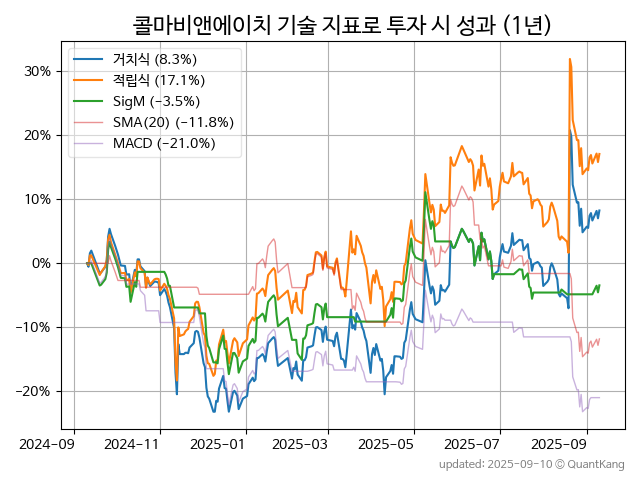 콜마비앤에이치 기술 지표로 투자 시 성과 (1년)
거치식 (8.3%)
적립식 (17.1%)
SigM (−3.5%)
SMA(20) (−11.8%)
MACD (−21.0%)
30%
20%
10%
0%
−10%
−20%
2024-09
2024-11
2025-01
2025-03
2025-05
2025-07
2025-09
updated: 2025-09-10 © QuantKang